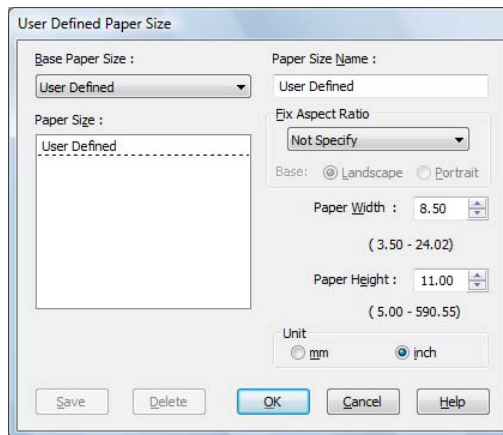 User Defined Paper Size
Base Paper Size :
User Defined
Paper Size :
User Defined
Paper Size Name :
User Defined
Fix Aspect Ratio
Not Specify
Base: Landscape Portrait
Paper Width : 8.50
( 3.50 - 24.02)
Paper Height : 11.00
( 5.00 - 590.55)
Unit
mm inch
Save Delete OK Cancel Help